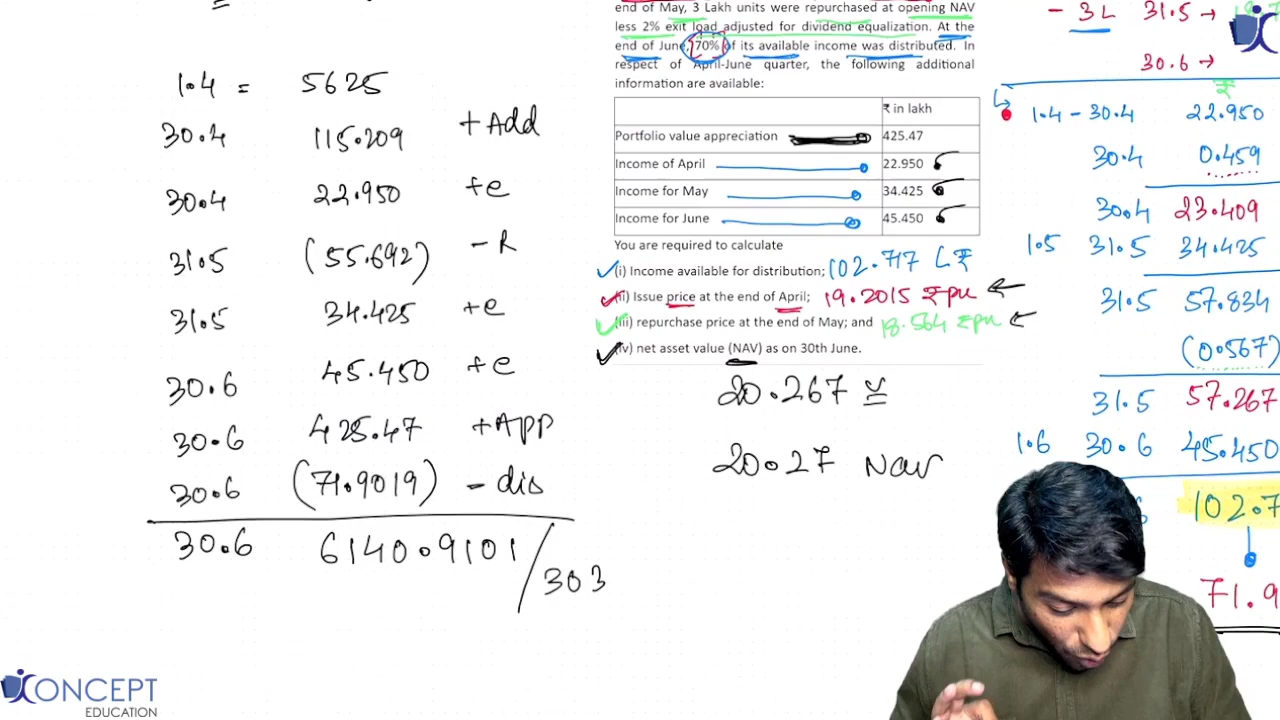 1.4 = 5625
30.4 115.209 +Add
30.4 22.950 +e
31.5 (55.692) - R
31.5 34.425 +e
30.6 45.450 +e
30.6 425.47 +APP
30.6 (71.9019) - dis
30.6 6140.9101 / 303
CONCEPT
EDUCATION
end of May, 3 Lakh units were repurchased at opening NAV
less 2% exit load adjusted for dividend equalization. At the
end of June, 70% of its available income was distributed. In
respect of April-June quarter, the following additional
information are available:
₹ in lakh
Portfolio value appreciation 425.47
Income of April 22.950
Income for May 34.425
Income for June 45.450
You are required to calculate
(i) Income available for distribution; 102.717 L₹
(ii) Issue price at the end of April; 19.2015 ₹pu
(iii) repurchase price at the end of May; and 18.564 ₹pu
(iv) net asset value (NAV) as on 30th June.
20.267
20.27 Nav
- 3L 31.5 →
30.6 →
₹
1.4 - 30.4 22.950
30.4 0.459
30.4 23.409
1.5 31.5 34.425
31.5 57.834
(0.567)
31.5 57.267
1.6 30.6 45.450
102.7
71.9